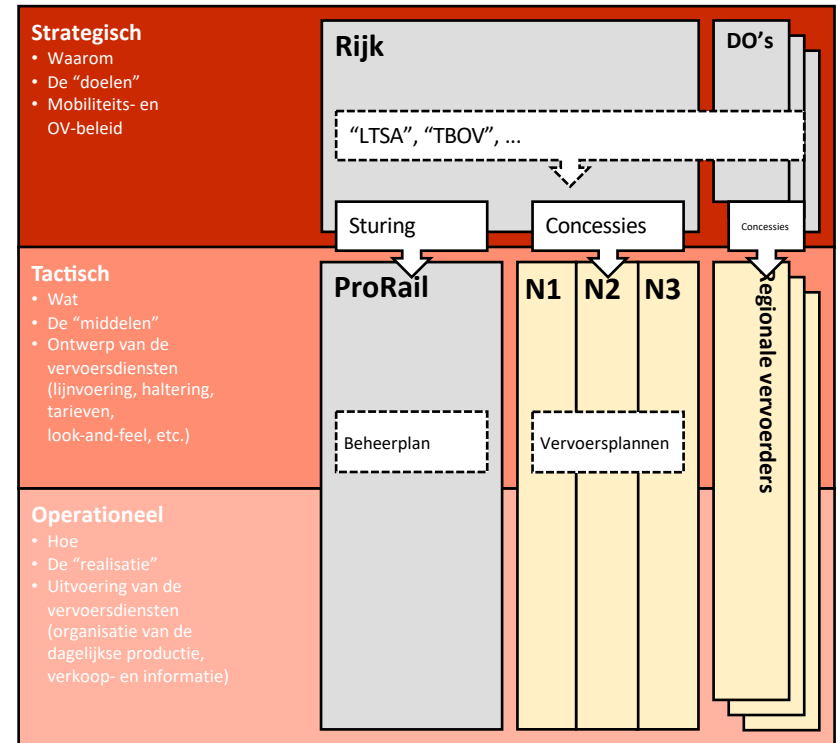 Strategisch
• Waarom
• De “doelen”
• Mobiliteits- en
OV-beleid
Rijk
DO’s
“LTSA”, “TBOV”, ...
Sturing
Concessies
Concessies
Tactisch
• Wat
• De “middelen”
• Ontwerp van de
vervoersdiensten
(lijnvoering, haltering,
tarieven,
look-and-feel, etc.)
ProRail
N1
N2
N3
Regionale vervoerders
Beheerplan
Vervoersplannen
Operationeel
• Hoe
• De “realisatie”
• Uitvoering van de
vervoersdiensten
(organisatie van de
dagelijkse productie,
verkoop- en informatie)